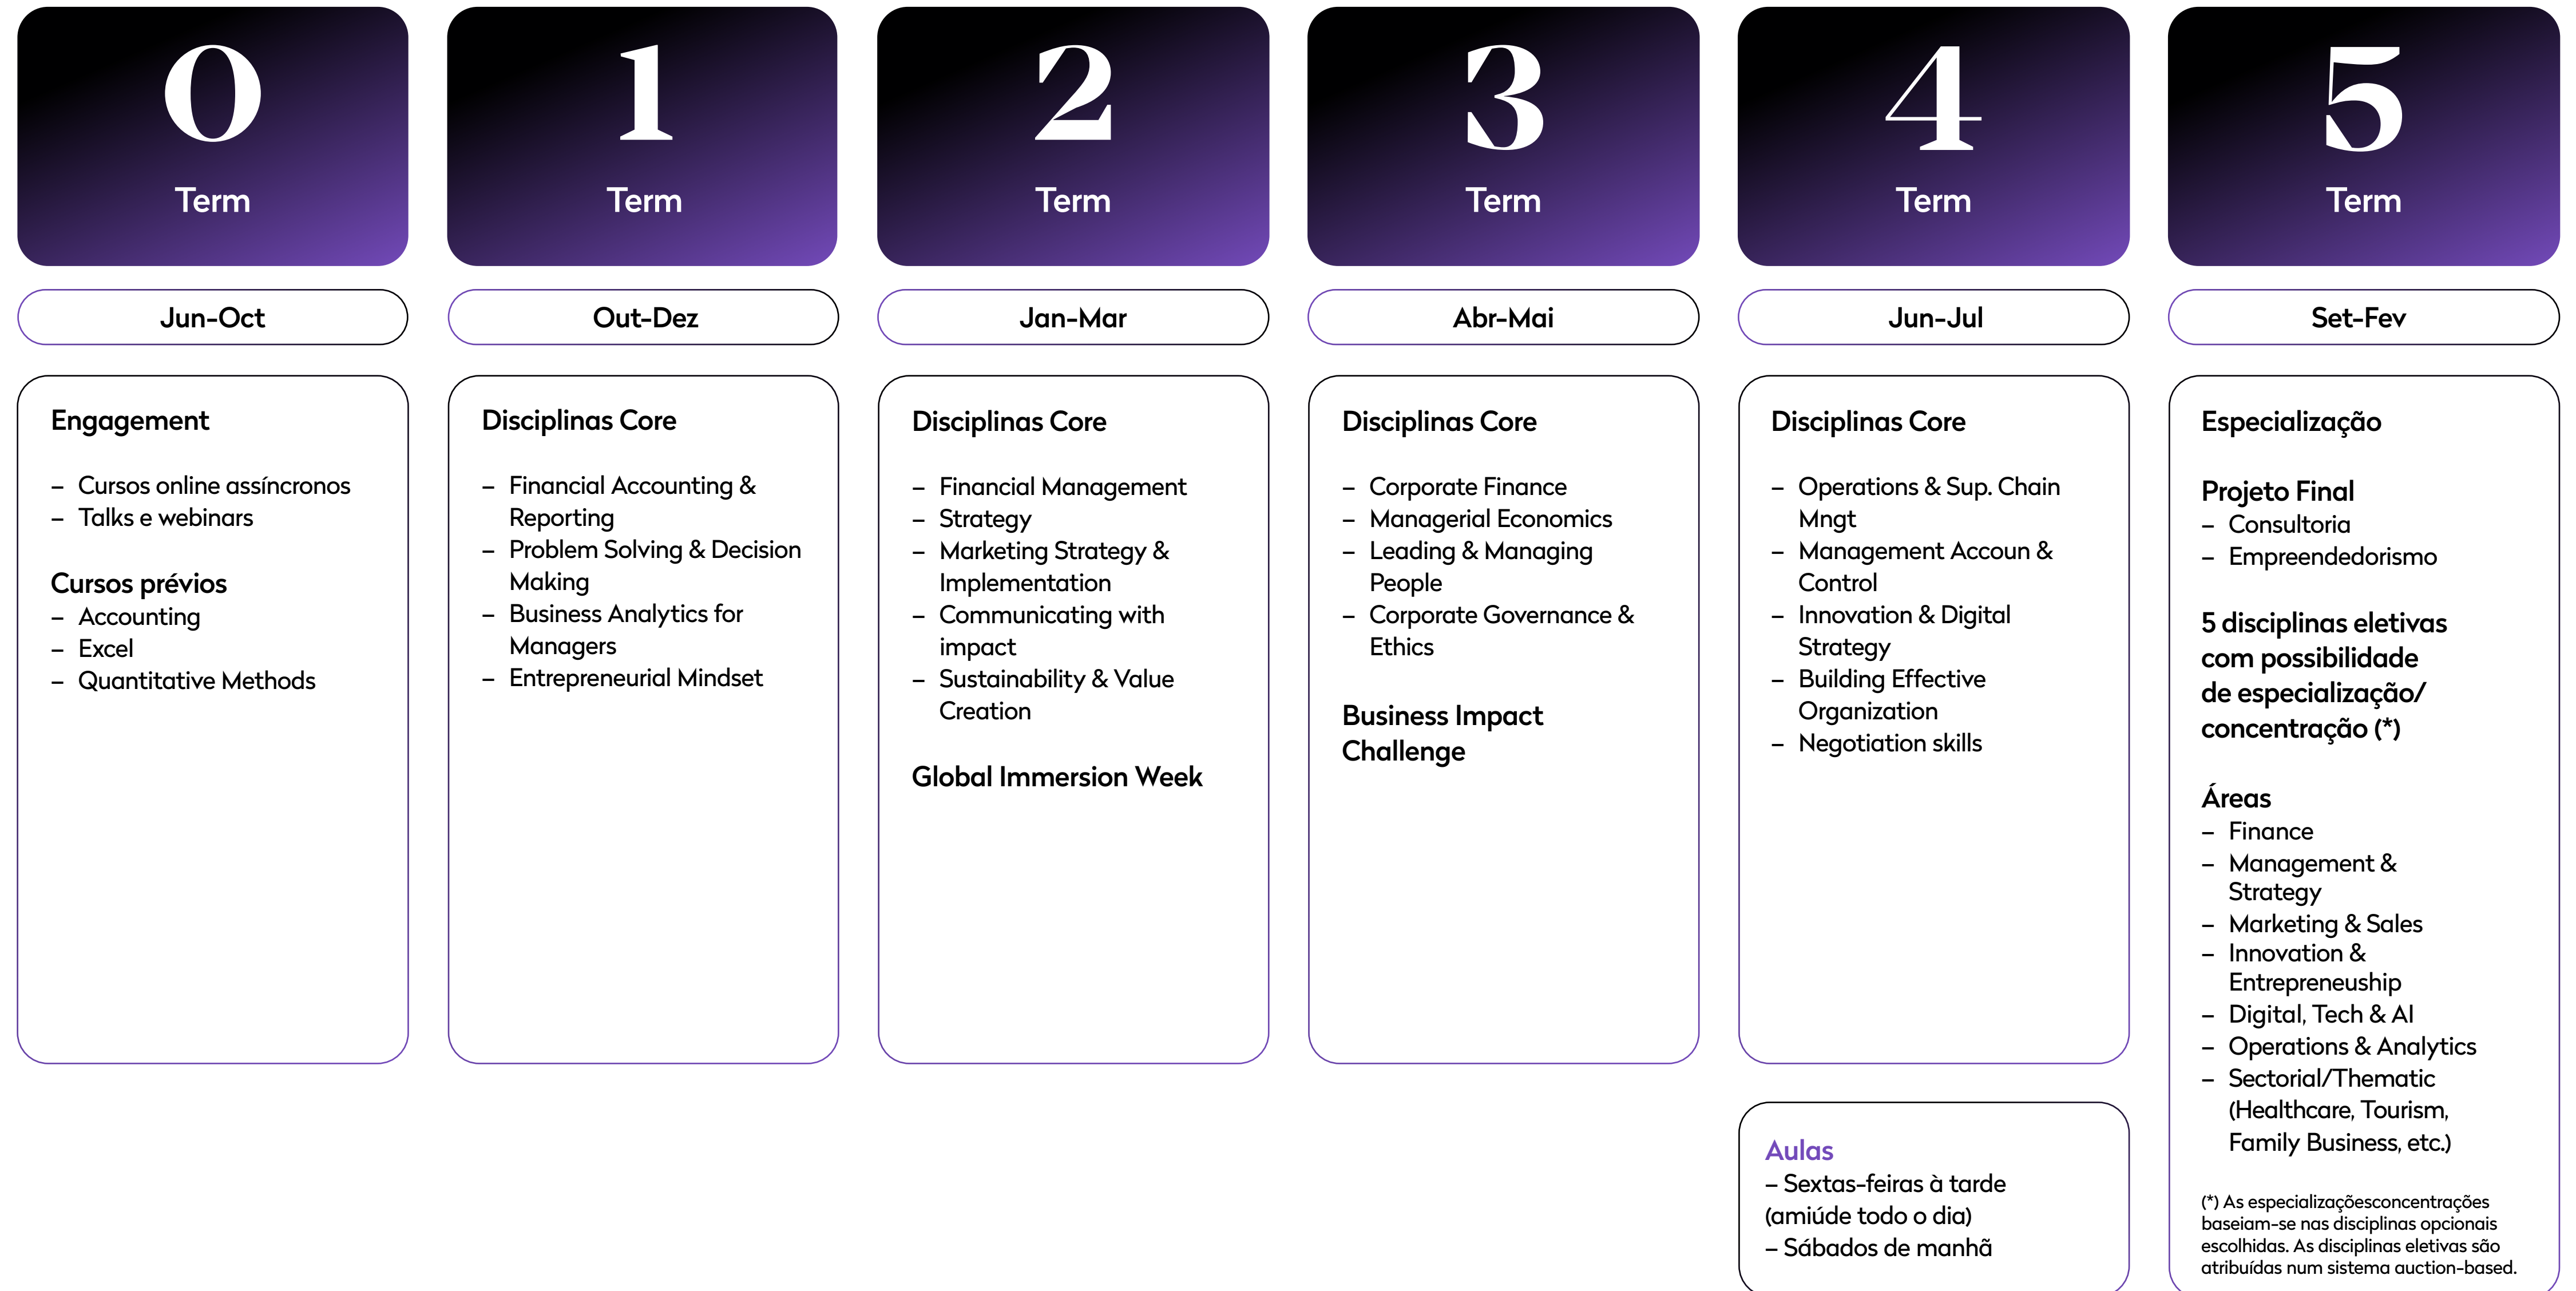 0
Term
Jun-Oct
Engagement
– Cursos online assíncronos
– Talks e webinars
Cursos prévios
– Accounting
– Excel
– Quantitative Methods
1
Term
Out-Dez
Disciplinas Core
– Financial Accounting &
Reporting
– Problem Solving & Decision
Making
– Business Analytics for
Managers
– Entrepreneurial Mindset
2
Term
Jan-Mar
Disciplinas Core
– Financial Management
– Strategy
– Marketing Strategy &
Implementation
– Communicating with
impact
– Sustainability & Value
Creation
Global Immersion Week
3
Term
Abr-Mai
Disciplinas Core
– Corporate Finance
– Managerial Economics
– Leading & Managing
People
– Corporate Governance &
Ethics
Business Impact
Challenge
4
Term
Jun-Jul
Disciplinas Core
– Operations & Sup. Chain
Mngt
– Management Accoun &
Control
– Innovation & Digital
Strategy
– Building Effective
Organization
– Negotiation skills
Aulas
– Sextas-feiras à tarde
(amiúde todo o dia)
– Sábados de manhã
5
Term
Set-Fev
Especialização
Projeto Final
– Consultoria
– Empreendedorismo
5 disciplinas eletivas
com possibilidade
de especialização/
concentração (*)
Áreas
– Finance
– Management &
Strategy
– Marketing & Sales
– Innovation &
Entrepreneuship
– Digital, Tech & AI
– Operations & Analytics
– Sectorial/Thematic
(Healthcare, Tourism,
Family Business, etc.)
(*) As especializaçõesconcentrações
baseiam-se nas disciplinas opcionais
escolhidas. As disciplinas eletivas são
atribuídas num sistema auction-based.